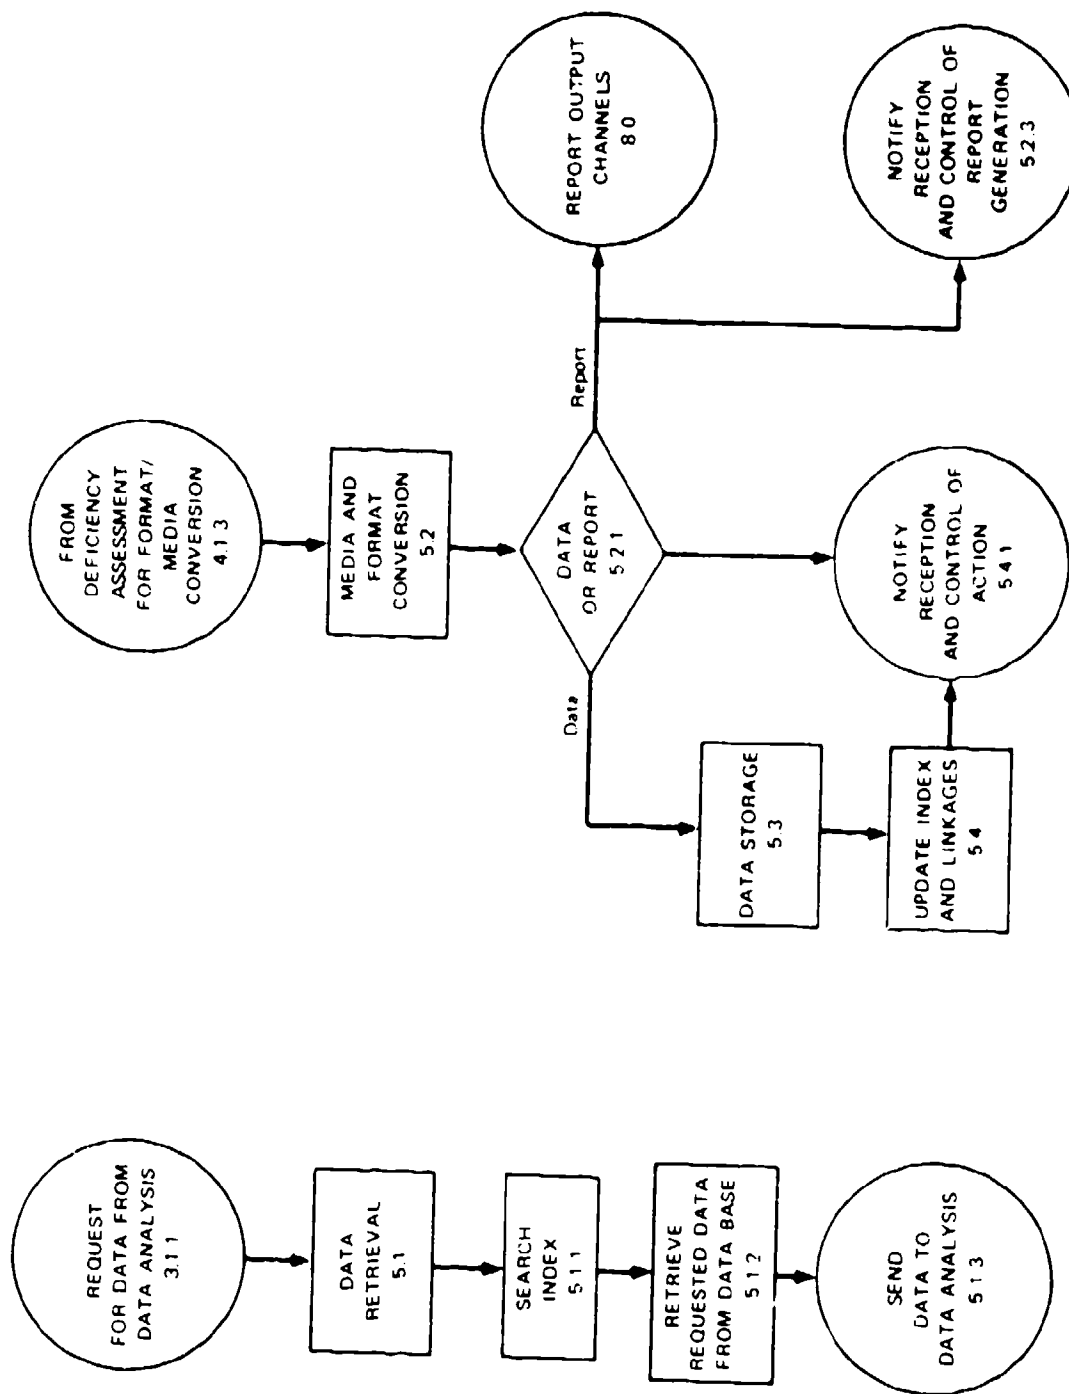 REQUEST
FOR DATA FROM
DATA ANALYSIS
3.1.1
DATA
RETRIEVAL
5.1
SEARCH
INDEX
5.1.1
RETRIEVE
REQUESTED DATA
FROM DATA BASE
5.1.2
SEND
DATA TO
DATA ANALYSIS
5.1.3
FROM
DEFICIENCY
ASSESSMENT
FOR FORMAT/
MEDIA
CONVERSION
4.1.3
MEDIA AND
FORMAT
CONVERSION
5.2
DATA
OR REPORT
5.2.1
Data
Report
DATA STORAGE
5.3
UPDATE INDEX
AND LINKAGES
5.4
NOTIFY
RECEPTION
AND CONTROL OF
ACTION
5.4.1
REPORT OUTPUT
CHANNELS
8.0
NOTIFY
RECEPTION
AND CONTROL OF
REPORT
GENERATION
5.2.3